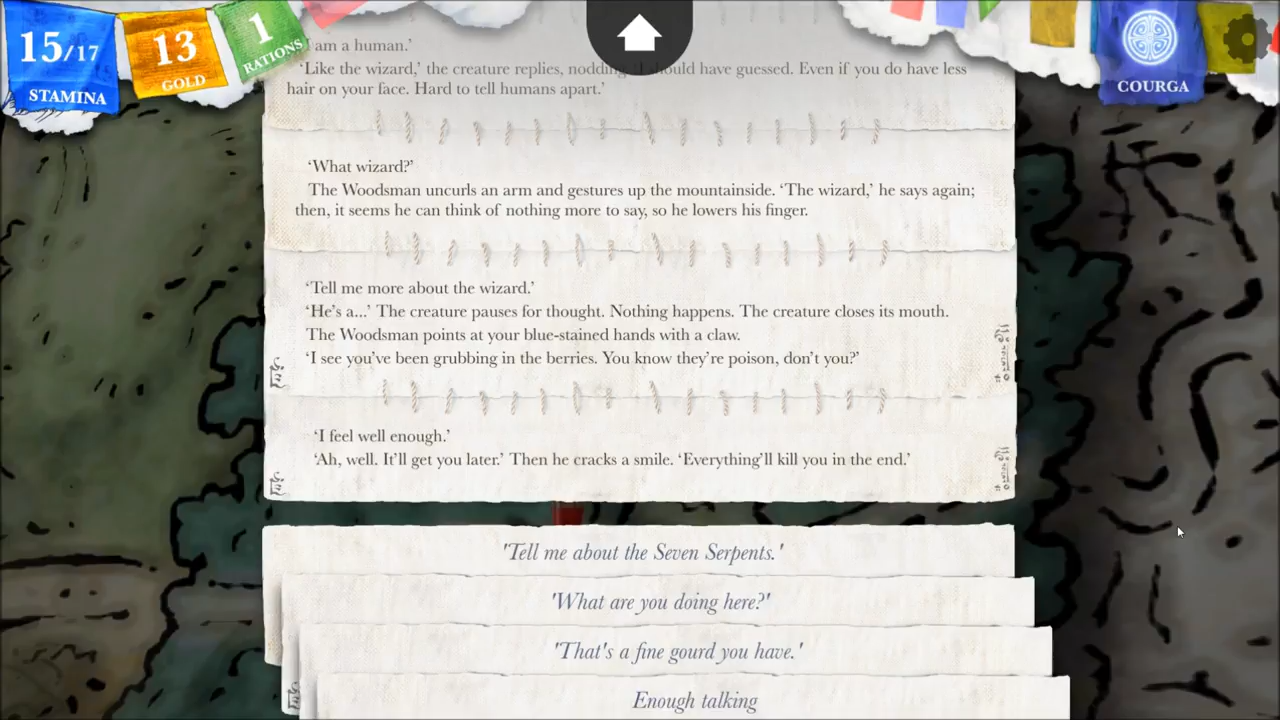 15/17
STAMINA
13
GOLD
1
RATIONS
COURGA
am a human.’
‘Like the wizard,’ the creature replies, nodding. should have guessed. Even if you do have less
hair on your face. Hard to tell humans apart.’
‘What wizard?’
The Woodsman uncurls an arm and gestures up the mountainside. ‘The wizard,’ he says again;
then, it seems he can think of nothing more to say, so he lowers his finger.
‘Tell me more about the wizard.’
‘He’s a...’ The creature pauses for thought. Nothing happens. The creature closes its mouth.
The Woodsman points at your blue-stained hands with a claw.
‘I see you’ve been grubbing in the berries. You know they’re poison, don’t you?’
‘I feel well enough.’
‘Ah, well. It’ll get you later.’ Then he cracks a smile. ‘Everything’ll kill you in the end.’
'Tell me about the Seven Serpents.'
'What are you doing here?'
'That's a fine gourd you have.'
Enough talking